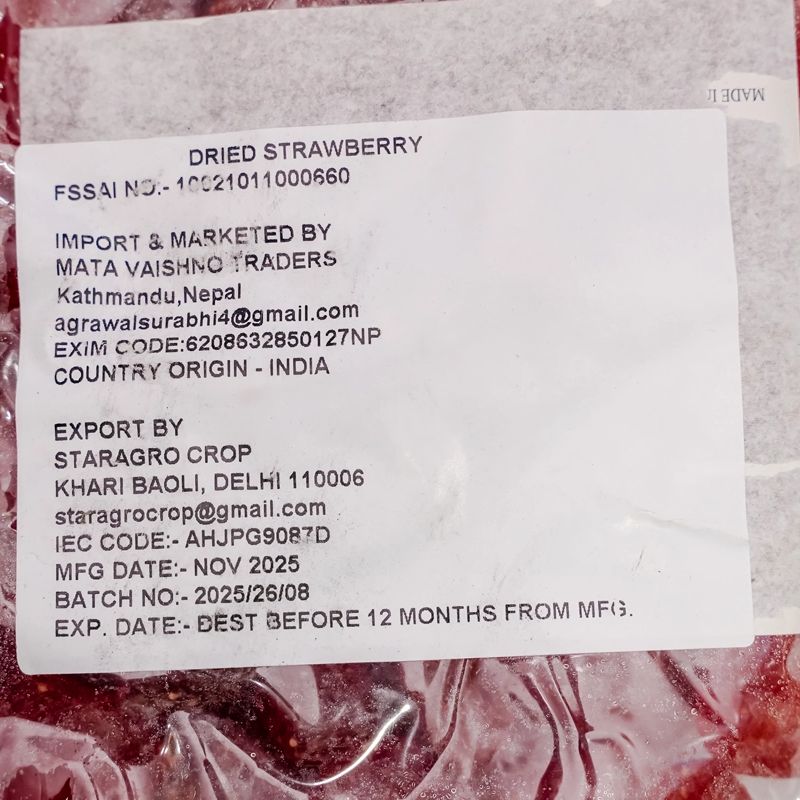 MADE I
DRIED STRAWBERRY
FSSAI NO.- 10021011000660
IMPORT & MARKETED BY
MATA VAISHNO TRADERS
Kathmandu,Nepal
agrawalsurabhi4@gmail.com
EXIM CODE:6208632850127NP
COUNTRY ORIGIN - INDIA
EXPORT BY
STARAGRO CROP
KHARI BAOLI, DELHI 110006
staragrocrop@gmail.com
IEC CODE:- AHJPG9087D
MFG DATE:- NOV 2025
BATCH NO:- 2025/26/08
EXP. DATE:- BEST BEFORE 12 MONTHS FROM MFG.